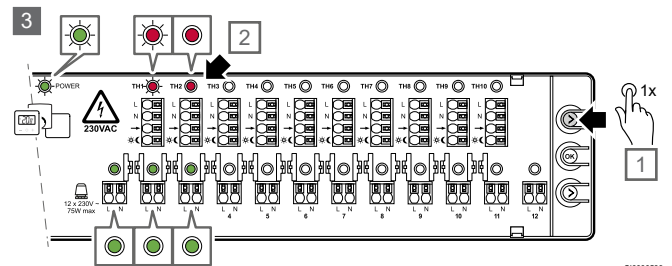 3
2
POWER TH1 TH2 TH3 TH4 TH5 TH6 TH7 TH8 TH9 TH10
1x
L
N
230VAC
OK
1
12 x 230V ~
75W max
L N L N L N L N L N L N L N L N L N L N L N
4 5 6 7 8 9 10 11 12